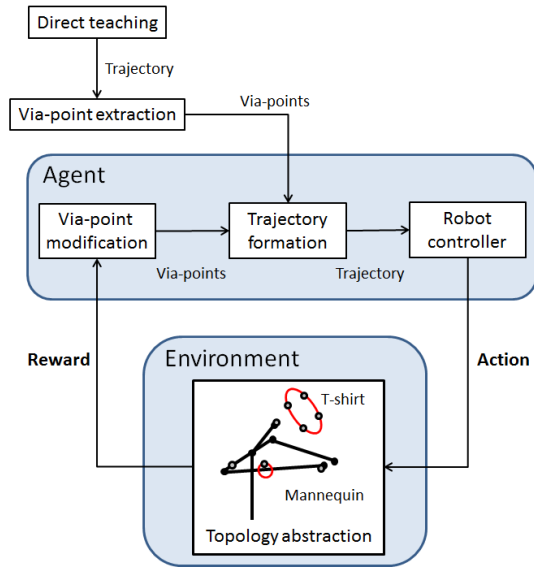 Direct teaching
Trajectory
Via-point extraction
Via-points
Agent
Via-point
modification
Trajectory
formation
Robot
controller
Via-points
Trajectory
Reward
Environment
Action
T-shirt
Mannequin
Topology abstraction